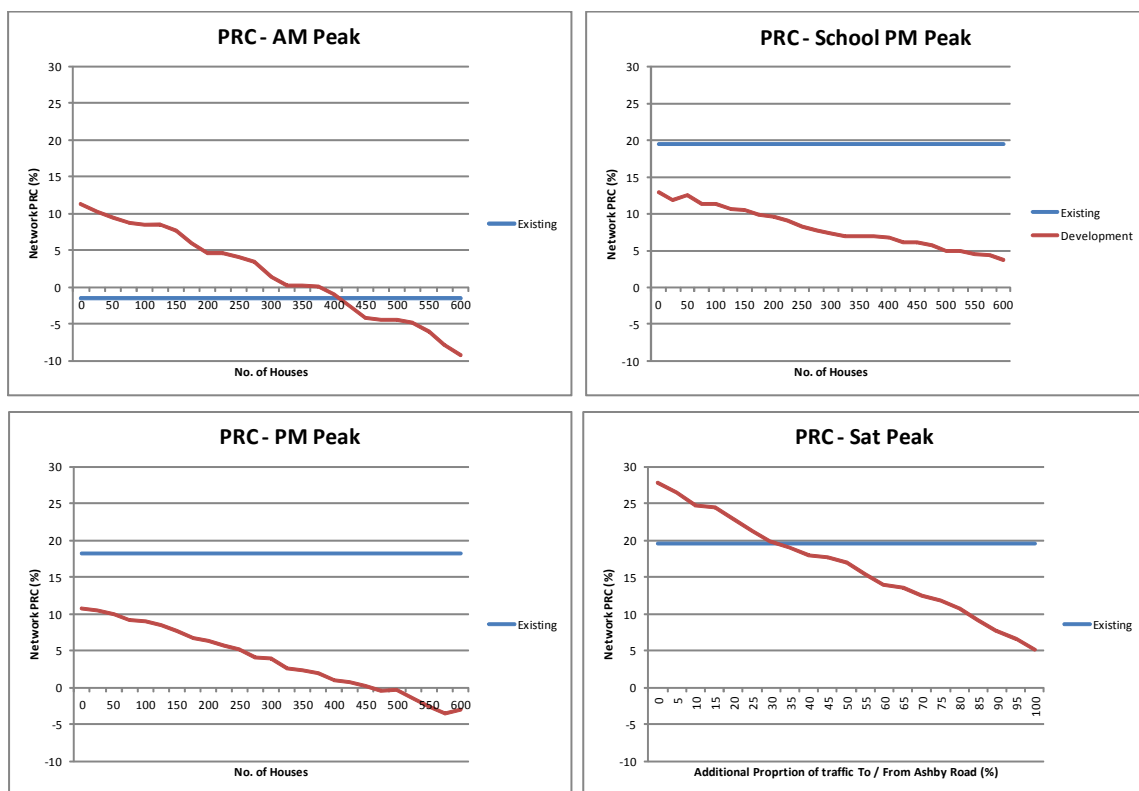 PRC - AM Peak
Network PRC (%)
30
25
20
15
10
5
0
-5
-10
0 50 100 150 200 250 300 350 400 450 500 550 600
No. of Houses
Existing
PRC - School PM Peak
Network PRC (%)
30
25
20
15
10
5
0
-5
-10
0 50 100 150 200 250 300 350 400 450 500 550 600
No. of Houses
Existing
Development
PRC - PM Peak
Network PRC (%)
30
25
20
15
10
5
0
-5
-10
0 50 100 150 200 250 300 350 400 450 500 550 600
No. of Houses
Existing
PRC - Sat Peak
Network PRC (%)
30
25
20
15
10
5
0
-5
-10
0 5 10 15 20 25 30 35 40 45 50 55 60 65 70 75 80 85 90 95 100
Additional Proprtion of traffic To / From Ashby Road (%)
Existing